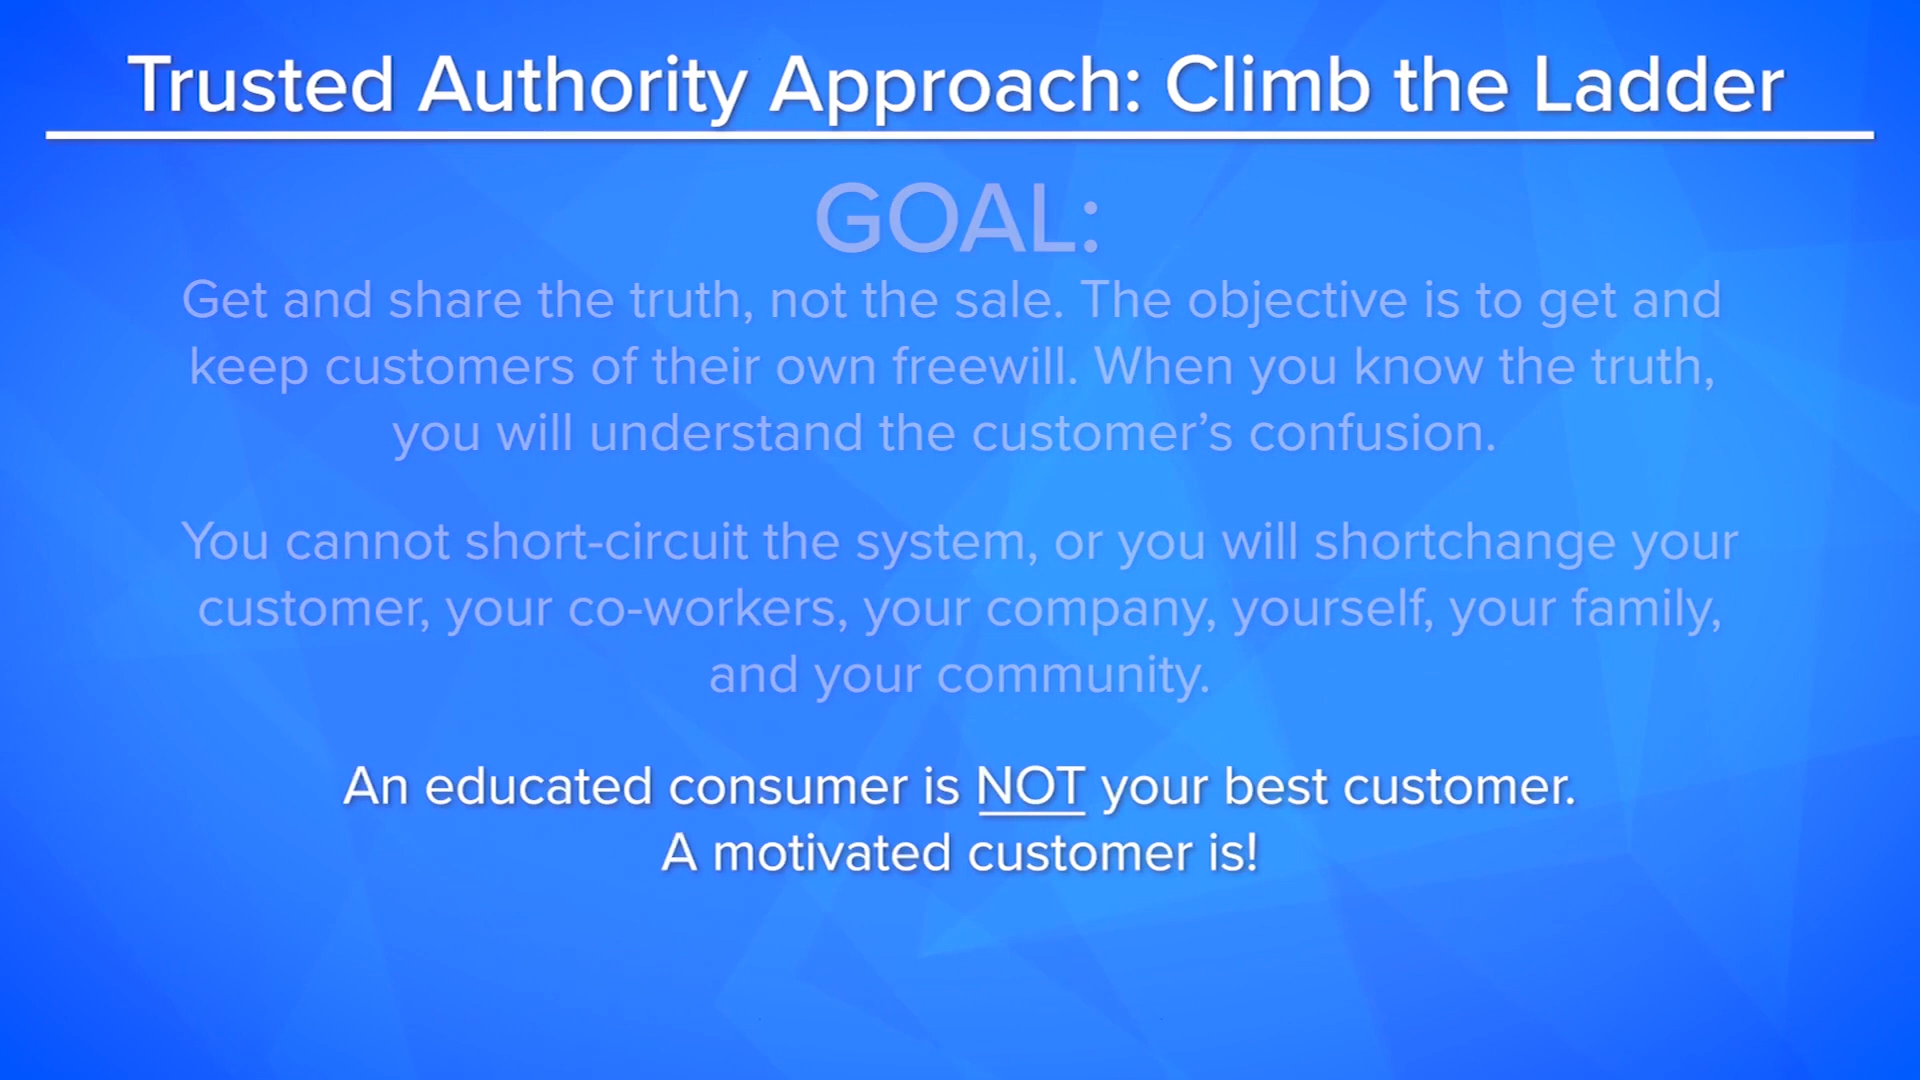 Trusted Authority Approach: Climb the Ladder
GOAL:
Get and share the truth, not the sale. The objective is to get and
keep customers of their own freewill. When you know the truth,
you will understand the customer’s confusion.
You cannot short-circuit the system, or you will shortchange your
customer, your co-workers, your company, yourself, your family,
and your community.
An educated consumer is NOT your best customer.
A motivated customer is!